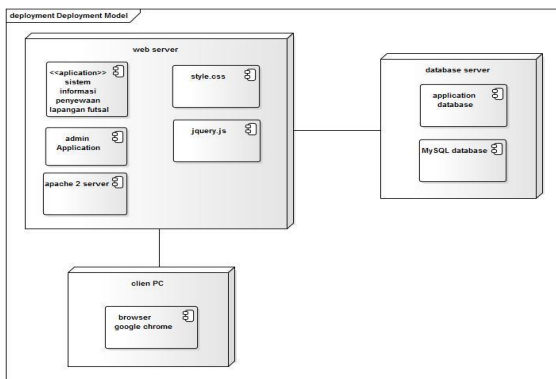 deployment Deployment Model
web server
<<aplication>>
sistem
informasi
penyewaan
lapangan futsal
style.css
admin
Application
jquery.js
apache 2 server
database server
application
database
MySQL database
clien PC
browser
google chrome